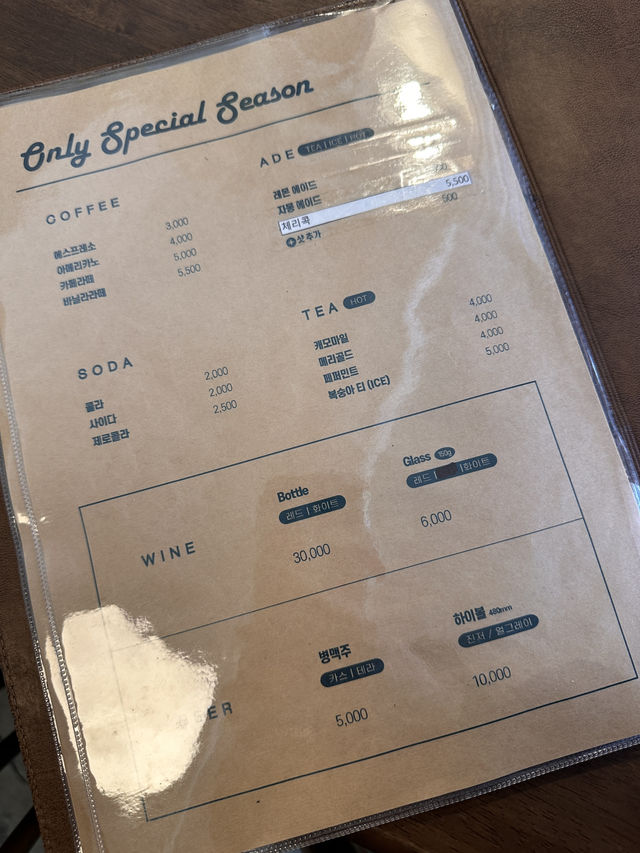 Only Special Season
COFFEE
에스프레소 3,000
아메리카노 4,000
카페라떼 5,000
바닐라라떼 5,500
ADE TEA | ICE | HOT
레몬 에이드
자몽 에이드
체리콕 5,500
+ 샷 추가 500
SODA
콜라 2,000
사이다 2,000
제로콜라 2,500
TEA HOT
캐모마일 4,000
메리골드 4,000
페퍼민트 4,000
복숭아 티 (ICE) 5,000
WINE
Bottle
레드 | 화이트
30,000
Glass 150g
레드 | 화이트
6,000
ER
병맥주
카스 | 테라
5,000
하이볼 480mm
진저 / 얼그레이
10,000